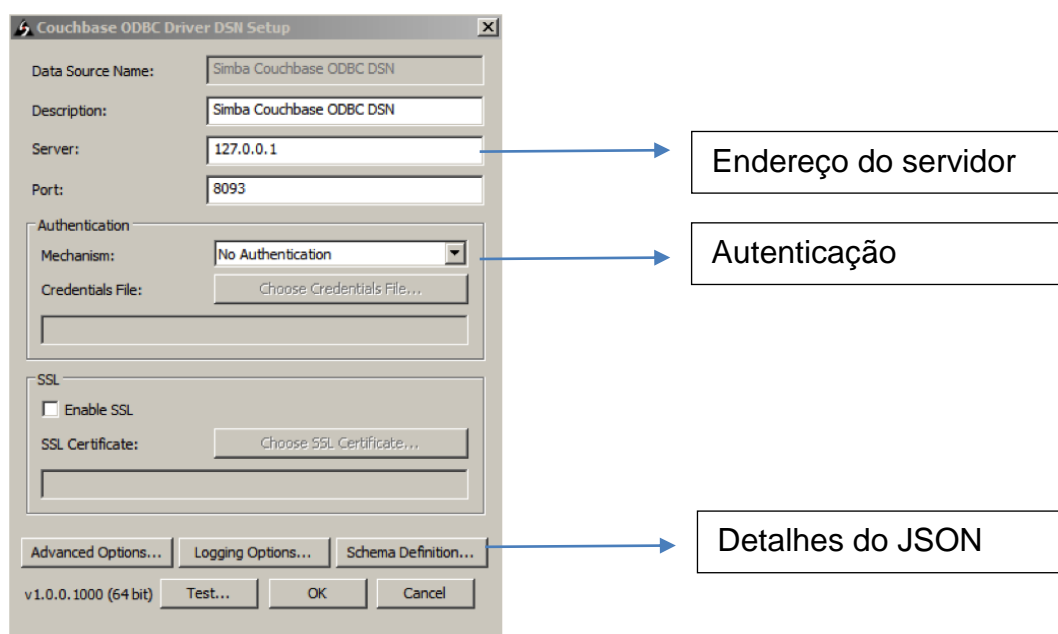 Couchbase ODBC Driver DSN Setup
Data Source Name: Simba Couchbase ODBC DSN
Description: Simba Couchbase ODBC DSN
Server: 127.0.0.1
Endereço do servidor
Port: 8093
Authentication
Mechanism: No Authentication
Autenticação
Credentials File: Choose Credentials File...
SSL
Enable SSL
SSL Certificate: Choose SSL Certificate...
Advanced Options... Logging Options... Schema Definition...
Detalhes do JSON
v1.0.0.1000 (64 bit) Test... OK Cancel